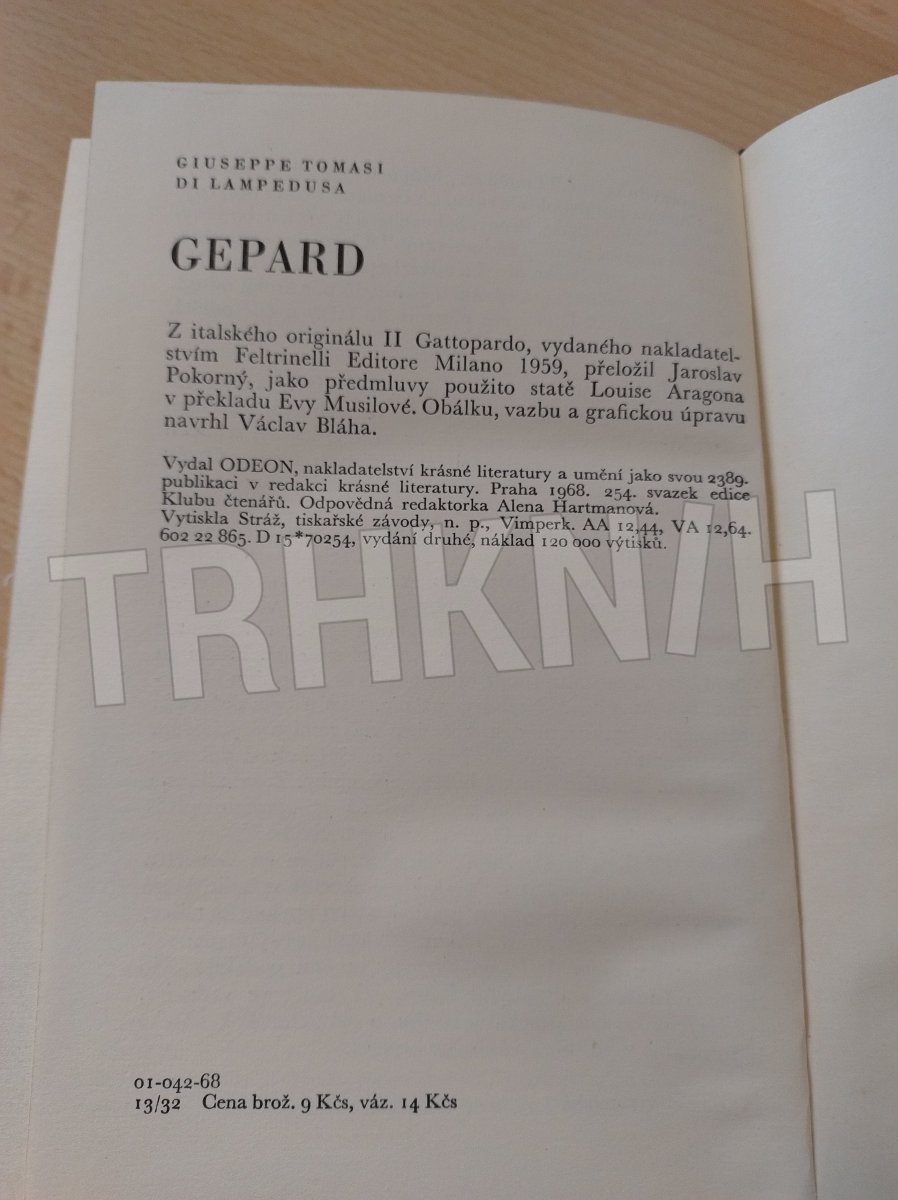 GIUSEPPE TOMASI
DI LAMPEDUSA
GEPARD
Z italského originálu II Gattopardo, vydaného nakladatel-
stvím Feltrinelli Editore Milano 1959, přeložil Jaroslav
Pokorný, jako předmluvy použito statě Louise Aragona
v překladu Evy Musilové. Obálku, vazbu a grafickou úpravu
navrhl Václav Bláha.
Vydal ODEON, nakladatelství krásné literatury a umění jako svou 2389.
publikaci v redakci krásné literatury. Praha 1968. 254. svazek edice
Klubu čtenářů. Odpovědná redaktorka Alena Hartmanová.
Vytiskla Stráž, tiskařské závody, n. p., Vimperk. AA 12,44, VA 12,64.
602 22 865. D 15*70254, vydání druhé, náklad 120 000 výtisků.
TRHKNIH
01-042-68
13/32 Cena brož. 9 Kčs, váz. 14 Kčs